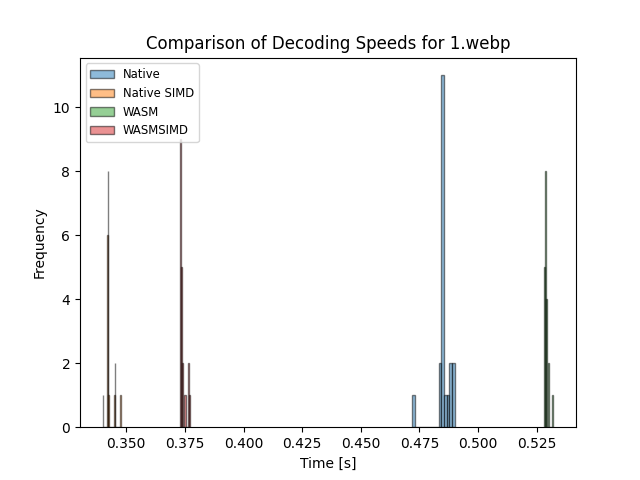 Comparison of Decoding Speeds for 1.webp
Native
Native SIMD
WASM
WASMSIMD
10
8
6
4
2
0
Frequency
0.350 0.375 0.400 0.425 0.450 0.475 0.500 0.525
Time [s]